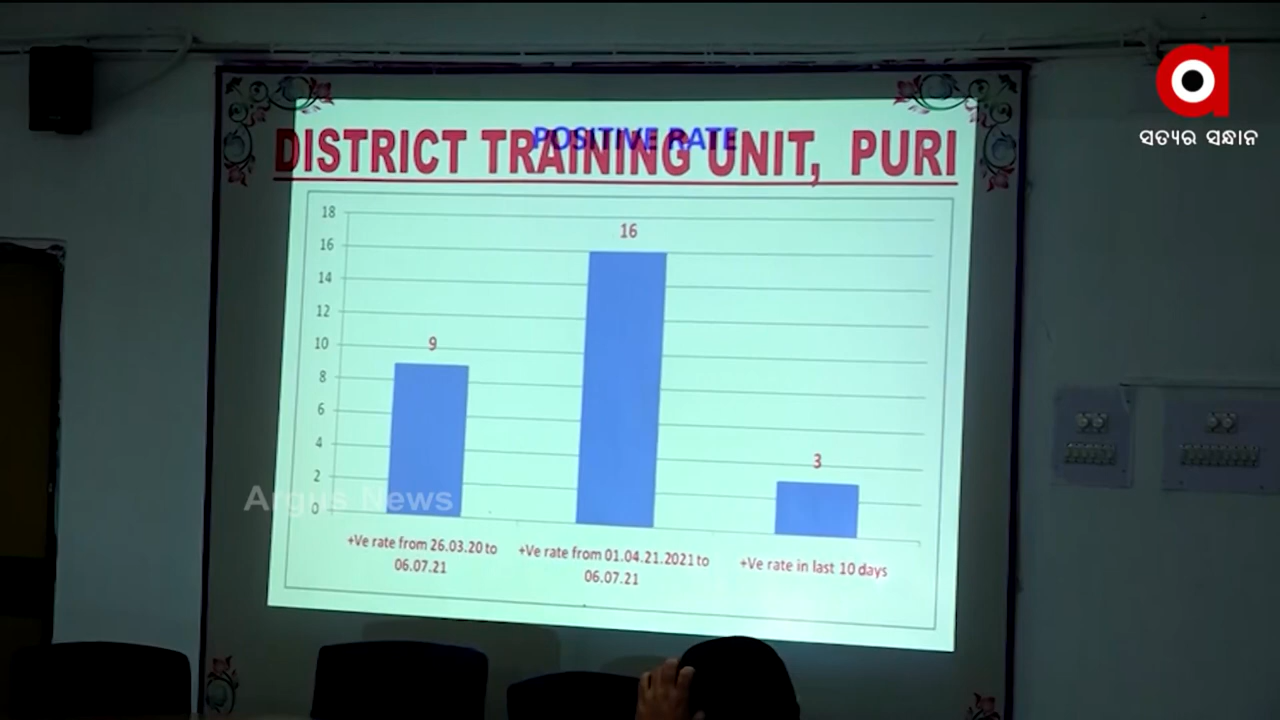 ସତ୍ୟର ସନ୍ଧାନ
POSITIVE RATE
DISTRICT TRAINING UNIT, PURI
18
16
16
14
12
10
9
8
6
4
3
2
0
Argus News
+Ve rate from 26.03.20 to
06.07.21
+Ve rate from 01.04.21.2021 to
06.07.21
+Ve rate in last 10 days